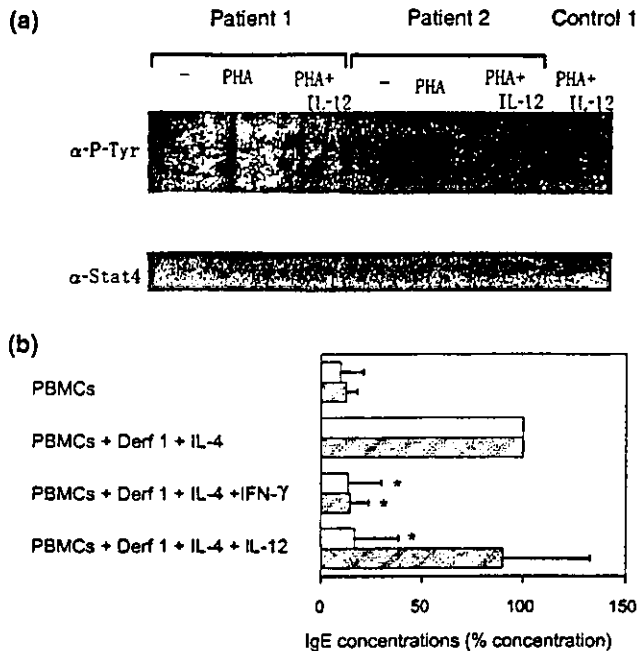 (a)
Patient 1 Patient 2 Control 1
− PHA PHA+ IL-12 − PHA PHA+ IL-12 PHA+ IL-12
α-P-Tyr
α-Stat4
(b)
PBMCs
PBMCs + Derf 1 + IL-4
PBMCs + Derf 1 + IL-4 +IFN-γ
* *
PBMCs + Derf 1 + IL-4 + IL-12
*
0 50 100 150
IgE concentrations (% concentration)